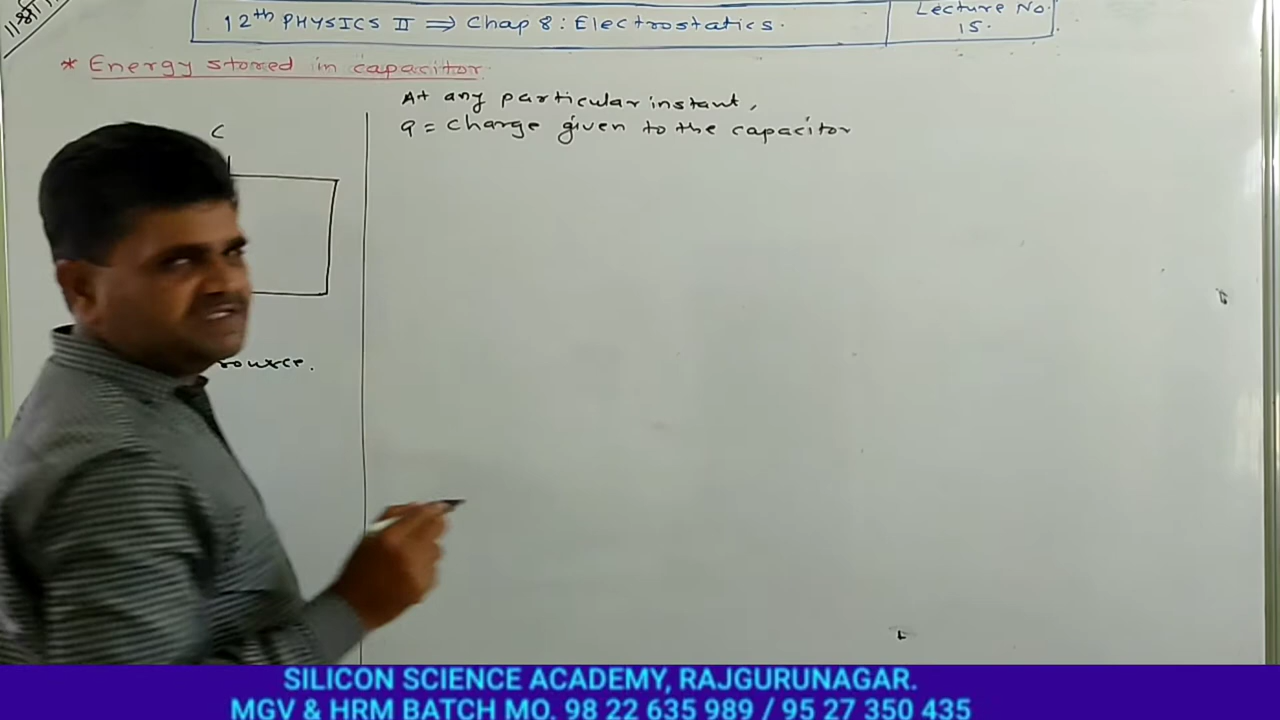 ॥श्री॥
12th PHYSICS II ⇒ Chap 8: Electrostatics.
Lecture No.
15.
* Energy stored in capacitor.
C
source.
At any particular instant,
q = charge given to the capacitor
SILICON SCIENCE ACADEMY, RAJGURUNAGAR.
MGV & HRM BATCH MO. 98 22 635 989 / 95 27 350 435